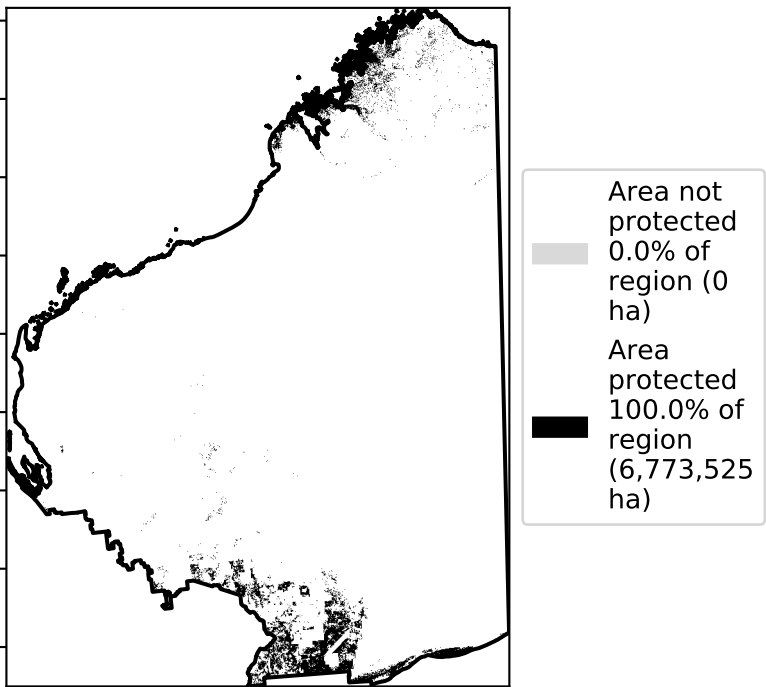 Area not
protected
0.0% of
region (0
ha)
Area
protected
100.0% of
region
(6,773,525
ha)